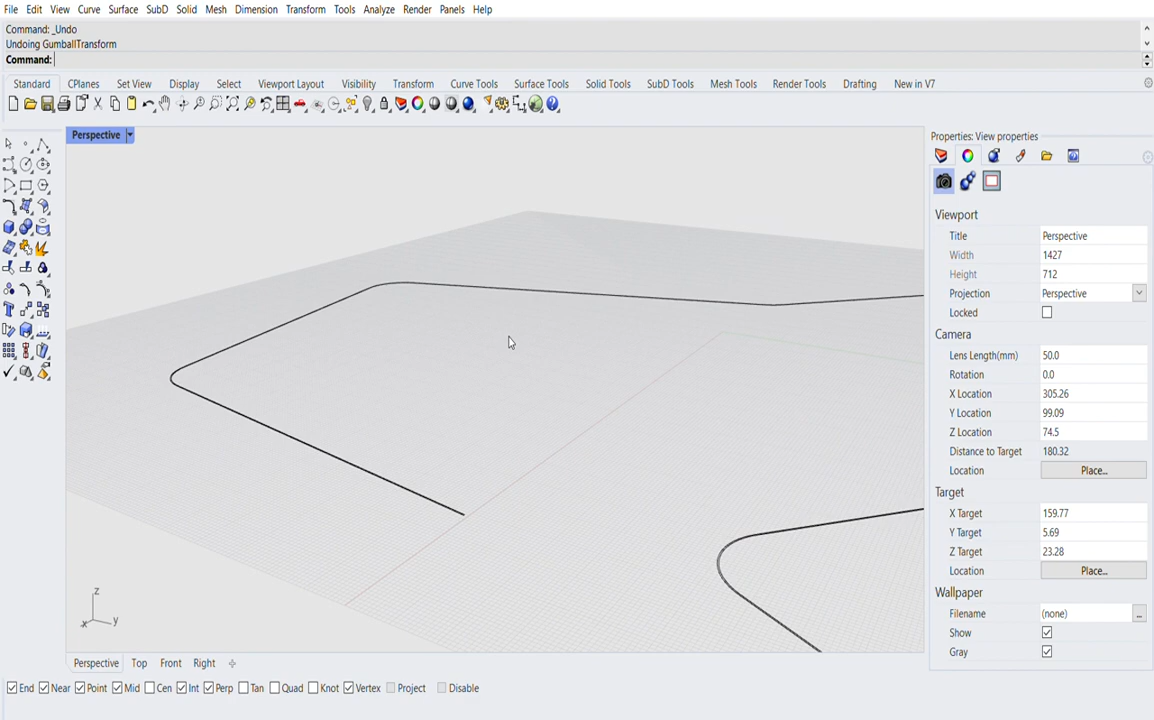 File Edit View Curve Surface SubD Solid Mesh Dimension Transform Tools Analyze Render Panels Help
Command: _Undo
Undoing GumballTransform
Command:
Standard CPlanes Set View Display Select Viewport Layout Visibility Transform Curve Tools Surface Tools Solid Tools SubD Tools Mesh Tools Render Tools Drafting New in V7
Perspective
Properties: View properties
Viewport
Title Perspective
Width 1427
Height 712
Projection Perspective
Locked
Camera
Lens Length(mm) 50.0
Rotation 0.0
X Location 305.26
Y Location 99.09
Z Location 74.5
Distance to Target 180.32
Location Place...
Target
X Target 159.77
Y Target 5.69
Z Target 23.28
Location Place...
Wallpaper
Filename (none) ...
Show
Gray
z
x y
Perspective Top Front Right
End Near Point Mid Cen Int Perp Tan Quad Knot Vertex Project Disable